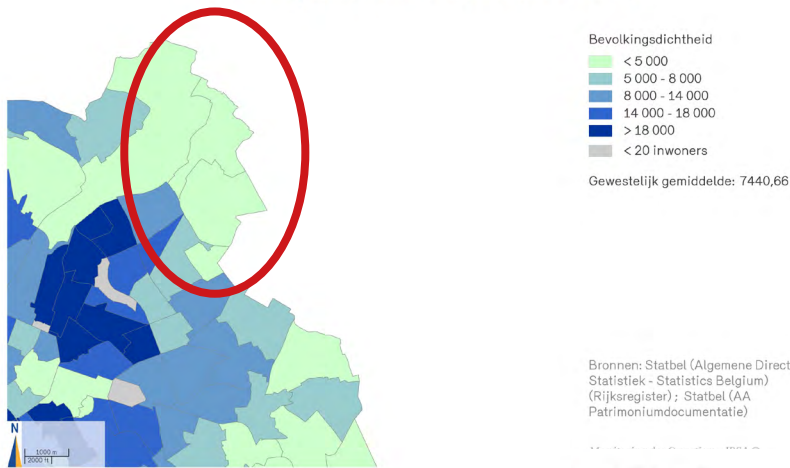 Bevolkingsdichtheid
< 5 000
5 000 - 8 000
8 000 - 14 000
14 000 - 18 000
> 18 000
< 20 inwoners
Gewestelijk gemiddelde: 7440,66
Bronnen: Statbel (Algemene Direct
Statistiek - Statistics Belgium)
(Rijksregister) ; Statbel (AA
Patrimoniumdocumentatie)
N
1000 m
2000 ft